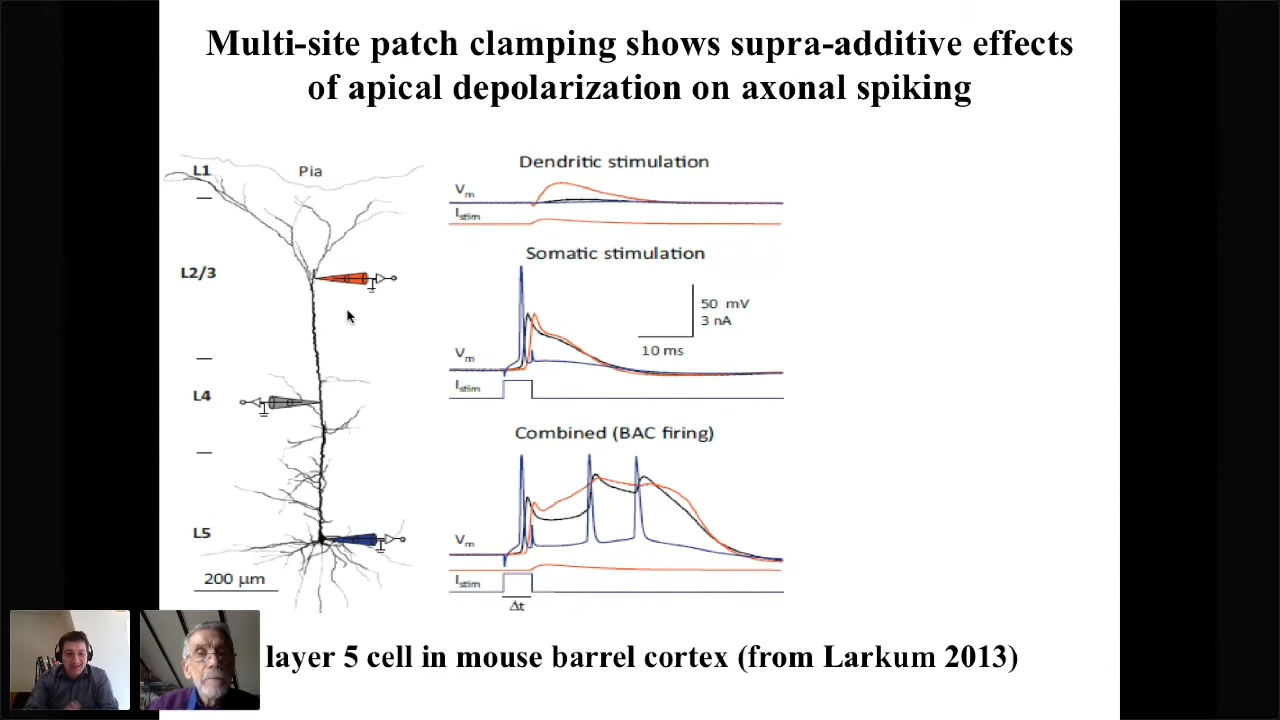 Multi-site patch clamping shows supra-additive effects
of apical depolarization on axonal spiking
L1
Pia
L2/3
L4
L5
200 µm
Dendritic stimulation
Vm
Istim
Somatic stimulation
50 mV
3 nA
10 ms
Vm
Istim
Combined (BAC firing)
Vm
Istim
Δt
layer 5 cell in mouse barrel cortex (from Larkum 2013)